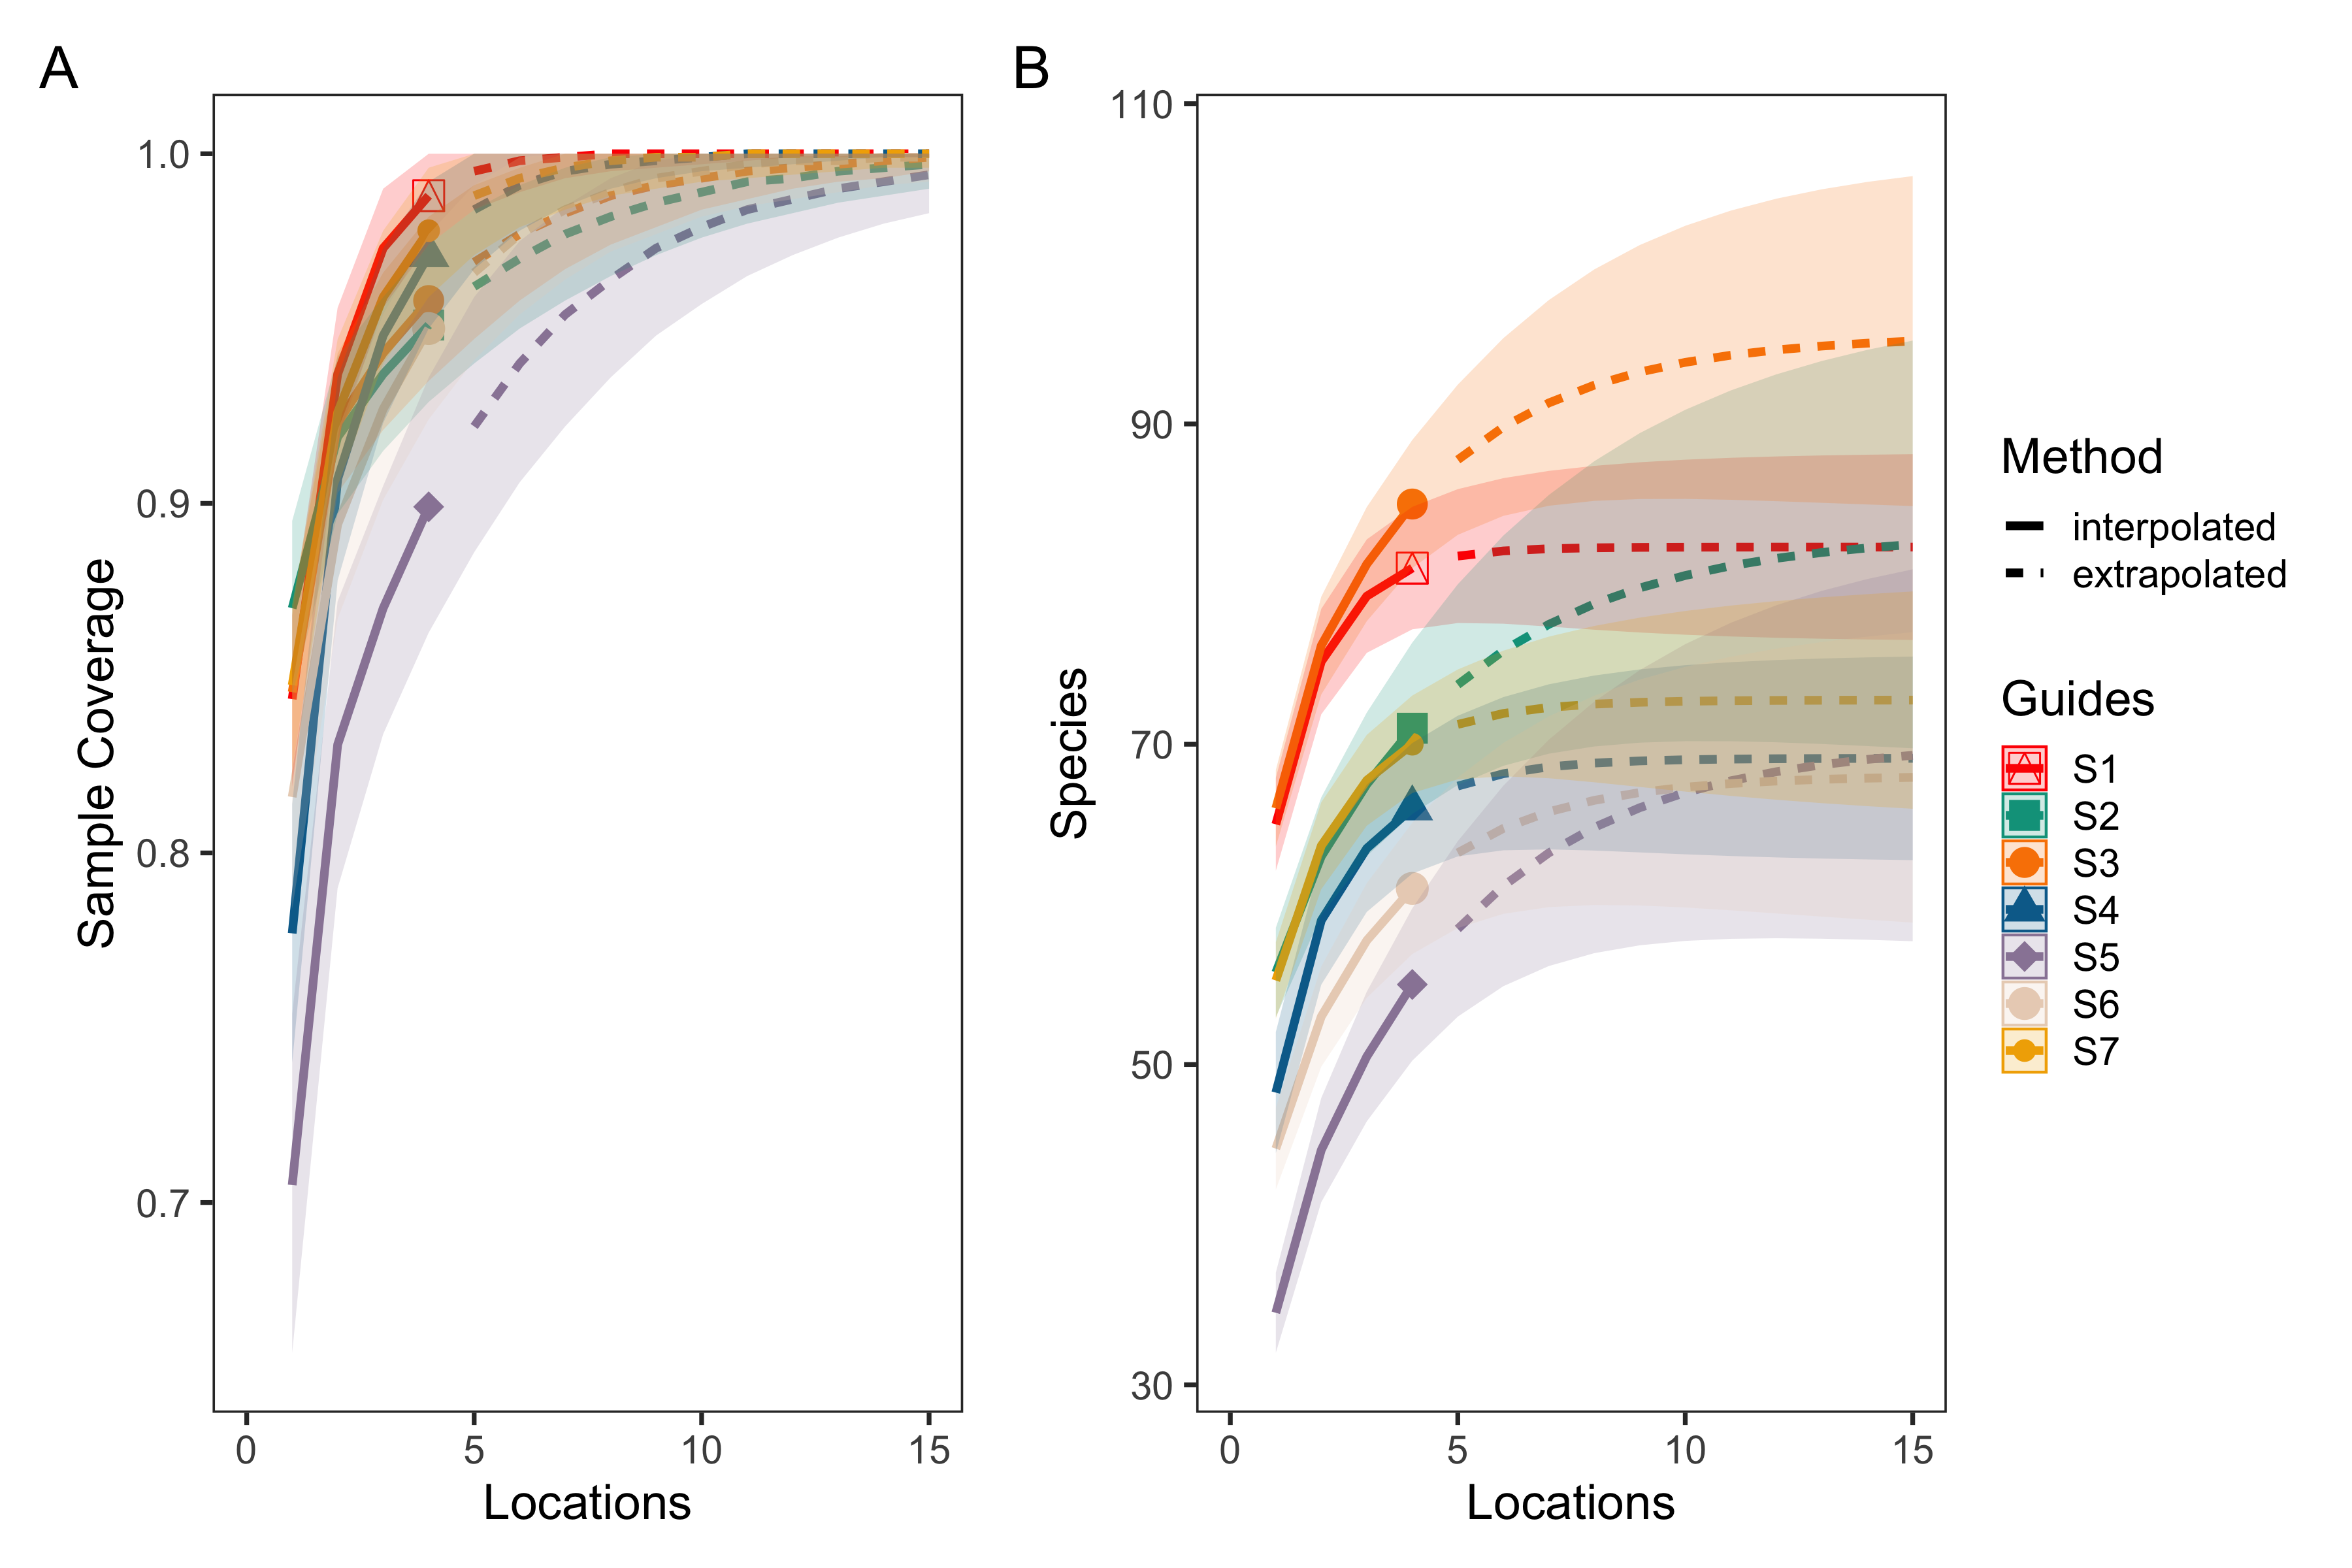 A
1.0
0.9
0.8
0.7
Sample Coverage
0
5
10
15
Locations
B
110
90
70
50
30
Species
0
5
10
15
Locations
Method
interpolated
extrapolated
Guides
S1
S2
S3
S4
S5
S6
S7